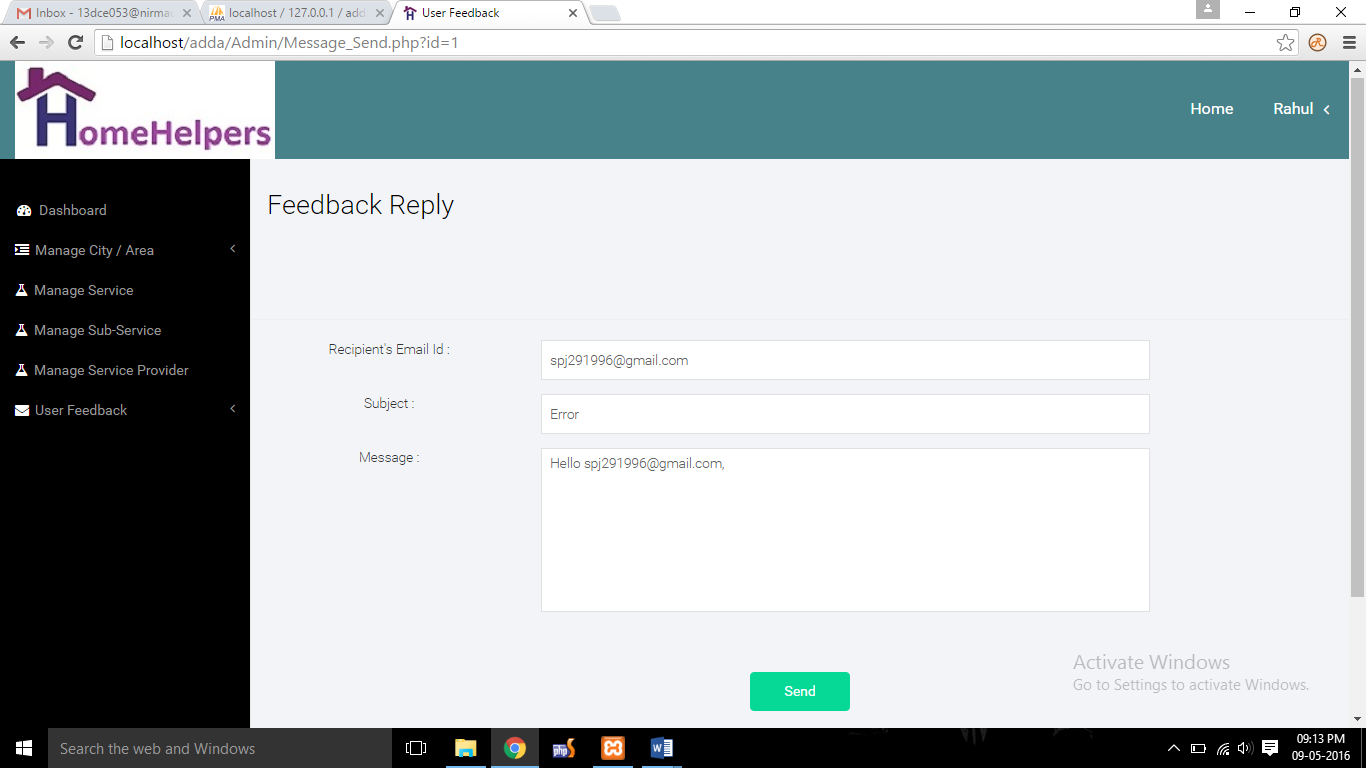 Inbox - 13dce053@nirma
localhost / 127.0.0.1 / add
User Feedback
localhost/adda/Admin/Message_Send.php?id=1
HomeHelpers
Home
Rahul
Dashboard
Manage City / Area
Manage Service
Manage Sub-Service
Manage Service Provider
User Feedback
Feedback Reply
Recipient's Email Id :
spj291996@gmail.com
Subject :
Error
Message :
Hello spj291996@gmail.com,
Send
Activate Windows
Go to Settings to activate Windows.
Search the web and Windows
09:13 PM
09-05-2016